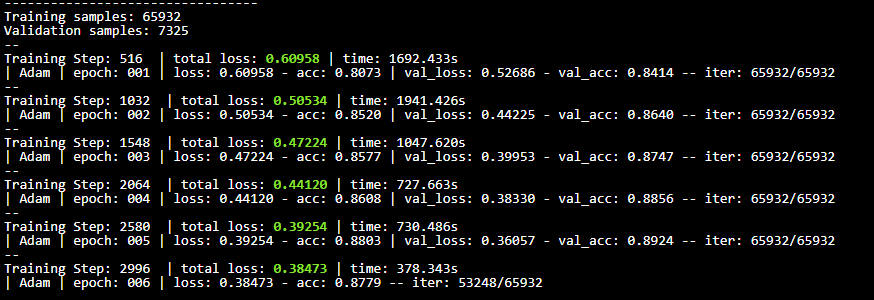 --------------------------------
Training samples: 65932
Validation samples: 7325
--
Training Step: 516  | total loss: 0.60958 | time: 1692.433s
| Adam | epoch: 001 | loss: 0.60958 - acc: 0.8073 | val_loss: 0.52686 - val_acc: 0.8414 -- iter: 65932/65932
--
Training Step: 1032  | total loss: 0.50534 | time: 1941.426s
| Adam | epoch: 002 | loss: 0.50534 - acc: 0.8520 | val_loss: 0.44225 - val_acc: 0.8640 -- iter: 65932/65932
--
Training Step: 1548  | total loss: 0.47224 | time: 1047.620s
| Adam | epoch: 003 | loss: 0.47224 - acc: 0.8577 | val_loss: 0.39953 - val_acc: 0.8747 -- iter: 65932/65932
--
Training Step: 2064  | total loss: 0.44120 | time: 727.663s
| Adam | epoch: 004 | loss: 0.44120 - acc: 0.8608 | val_loss: 0.38330 - val_acc: 0.8856 -- iter: 65932/65932
--
Training Step: 2580  | total loss: 0.39254 | time: 730.486s
| Adam | epoch: 005 | loss: 0.39254 - acc: 0.8803 | val_loss: 0.36057 - val_acc: 0.8924 -- iter: 65932/65932
--
Training Step: 2996  | total loss: 0.38473 | time: 378.343s
| Adam | epoch: 006 | loss: 0.38473 - acc: 0.8779 -- iter: 53248/65932